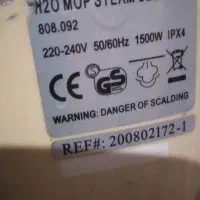 H2O MOP STEAM
808.092
220-240V 50/60Hz 1500W IPX4
CE GS
WARNING: DANGER OF SCALDING
REF#: 200802172-1